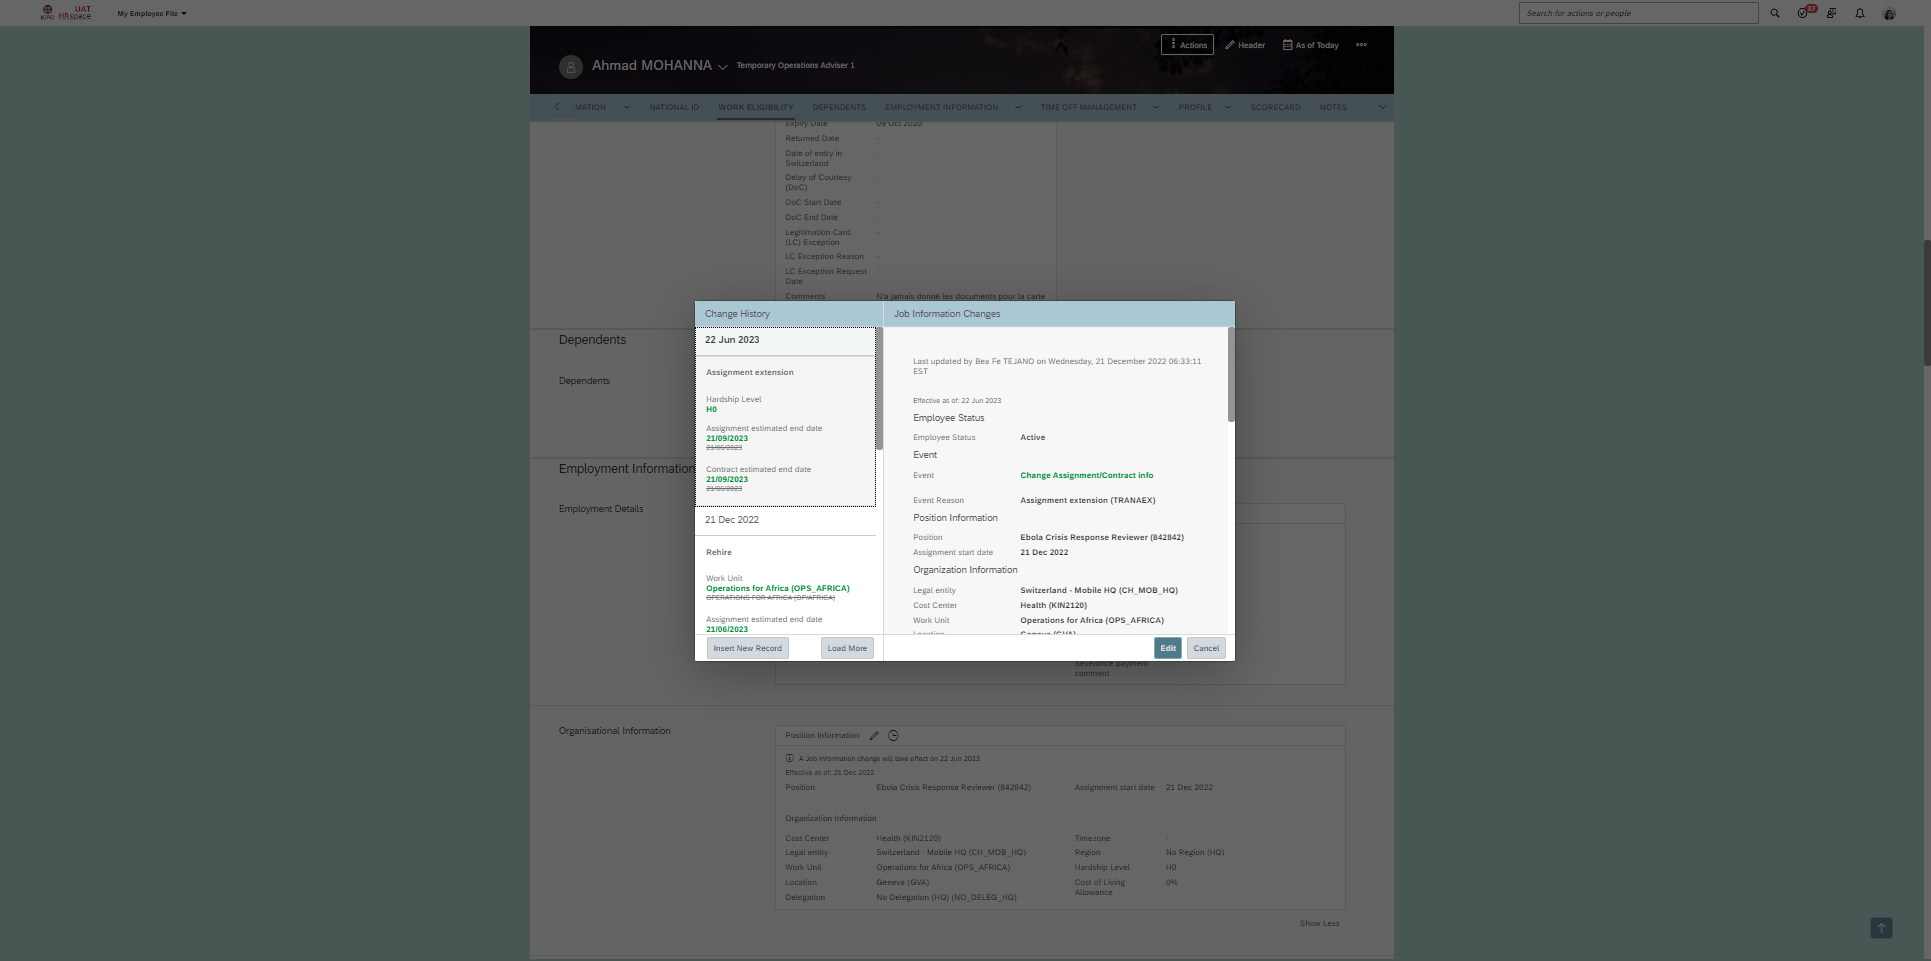 ICRC UAT HRspace
My Employee File
Search for actions or people
37
Ahmad MOHANNA
Temporary Operations Adviser 1
Actions
Header
As of Today
MATION
NATIONAL ID
WORK ELIGIBILITY
DEPENDENTS
EMPLOYMENT INFORMATION
TIME OFF MANAGEMENT
PROFILE
SCORECARD
NOTES
Expiry Date 09 Oct 2020
Returned Date -
Date of entry in Switzerland -
Delay of Courtesy (DoC) -
DoC Start Date -
DoC End Date -
Legitimation Card (LC) Exception -
LC Exception Reason -
LC Exception Request Date -
Comments N'a jamais donné les documents pour la carte
Dependents
Dependents
Employment Information
Employment Details
Change History
22 Jun 2023
Assignment extension
Hardship Level
H0
Assignment estimated end date
21/09/2023
21/06/2023
Contract estimated end date
21/09/2023
21/06/2023
21 Dec 2022
Rehire
Work Unit
Operations for Africa (OPS_AFRICA)
OPERATIONS FOR AFRICA (OP/AFRICA)
Assignment estimated end date
21/06/2023
Insert New Record
Load More
Job Information Changes
Last updated by Bea Fe TEJANO on Wednesday, 21 December 2022 06:33:11
EST
Effective as of: 22 Jun 2023
Employee Status
Employee Status Active
Event
Event Change Assignment/Contract info
Event Reason Assignment extension (TRANAEX)
Position Information
Position Ebola Crisis Response Reviewer (842842)
Assignment start date 21 Dec 2022
Organization Information
Legal entity Switzerland - Mobile HQ (CH_MOB_HQ)
Cost Center Health (KIN2120)
Work Unit Operations for Africa (OPS_AFRICA)
Location Geneva (GVA)
Edit
Cancel
Severance payment
comment
Organisational Information
Position Information
A Job Information change will take effect on 22 Jun 2023
Effective as of: 21 Dec 2022
Position Ebola Crisis Response Reviewer (842842) Assignment start date 21 Dec 2022
Organization Information
Cost Center Health (KIN2120) Timezone -
Legal entity Switzerland - Mobile HQ (CH_MOB_HQ) Region No Region (HQ)
Work Unit Operations for Africa (OPS_AFRICA) Hardship Level H0
Location Geneva (GVA) Cost of Living Allowance 0%
Delegation No Delegation (HQ) (NO_DELEG_HQ)
Show Less